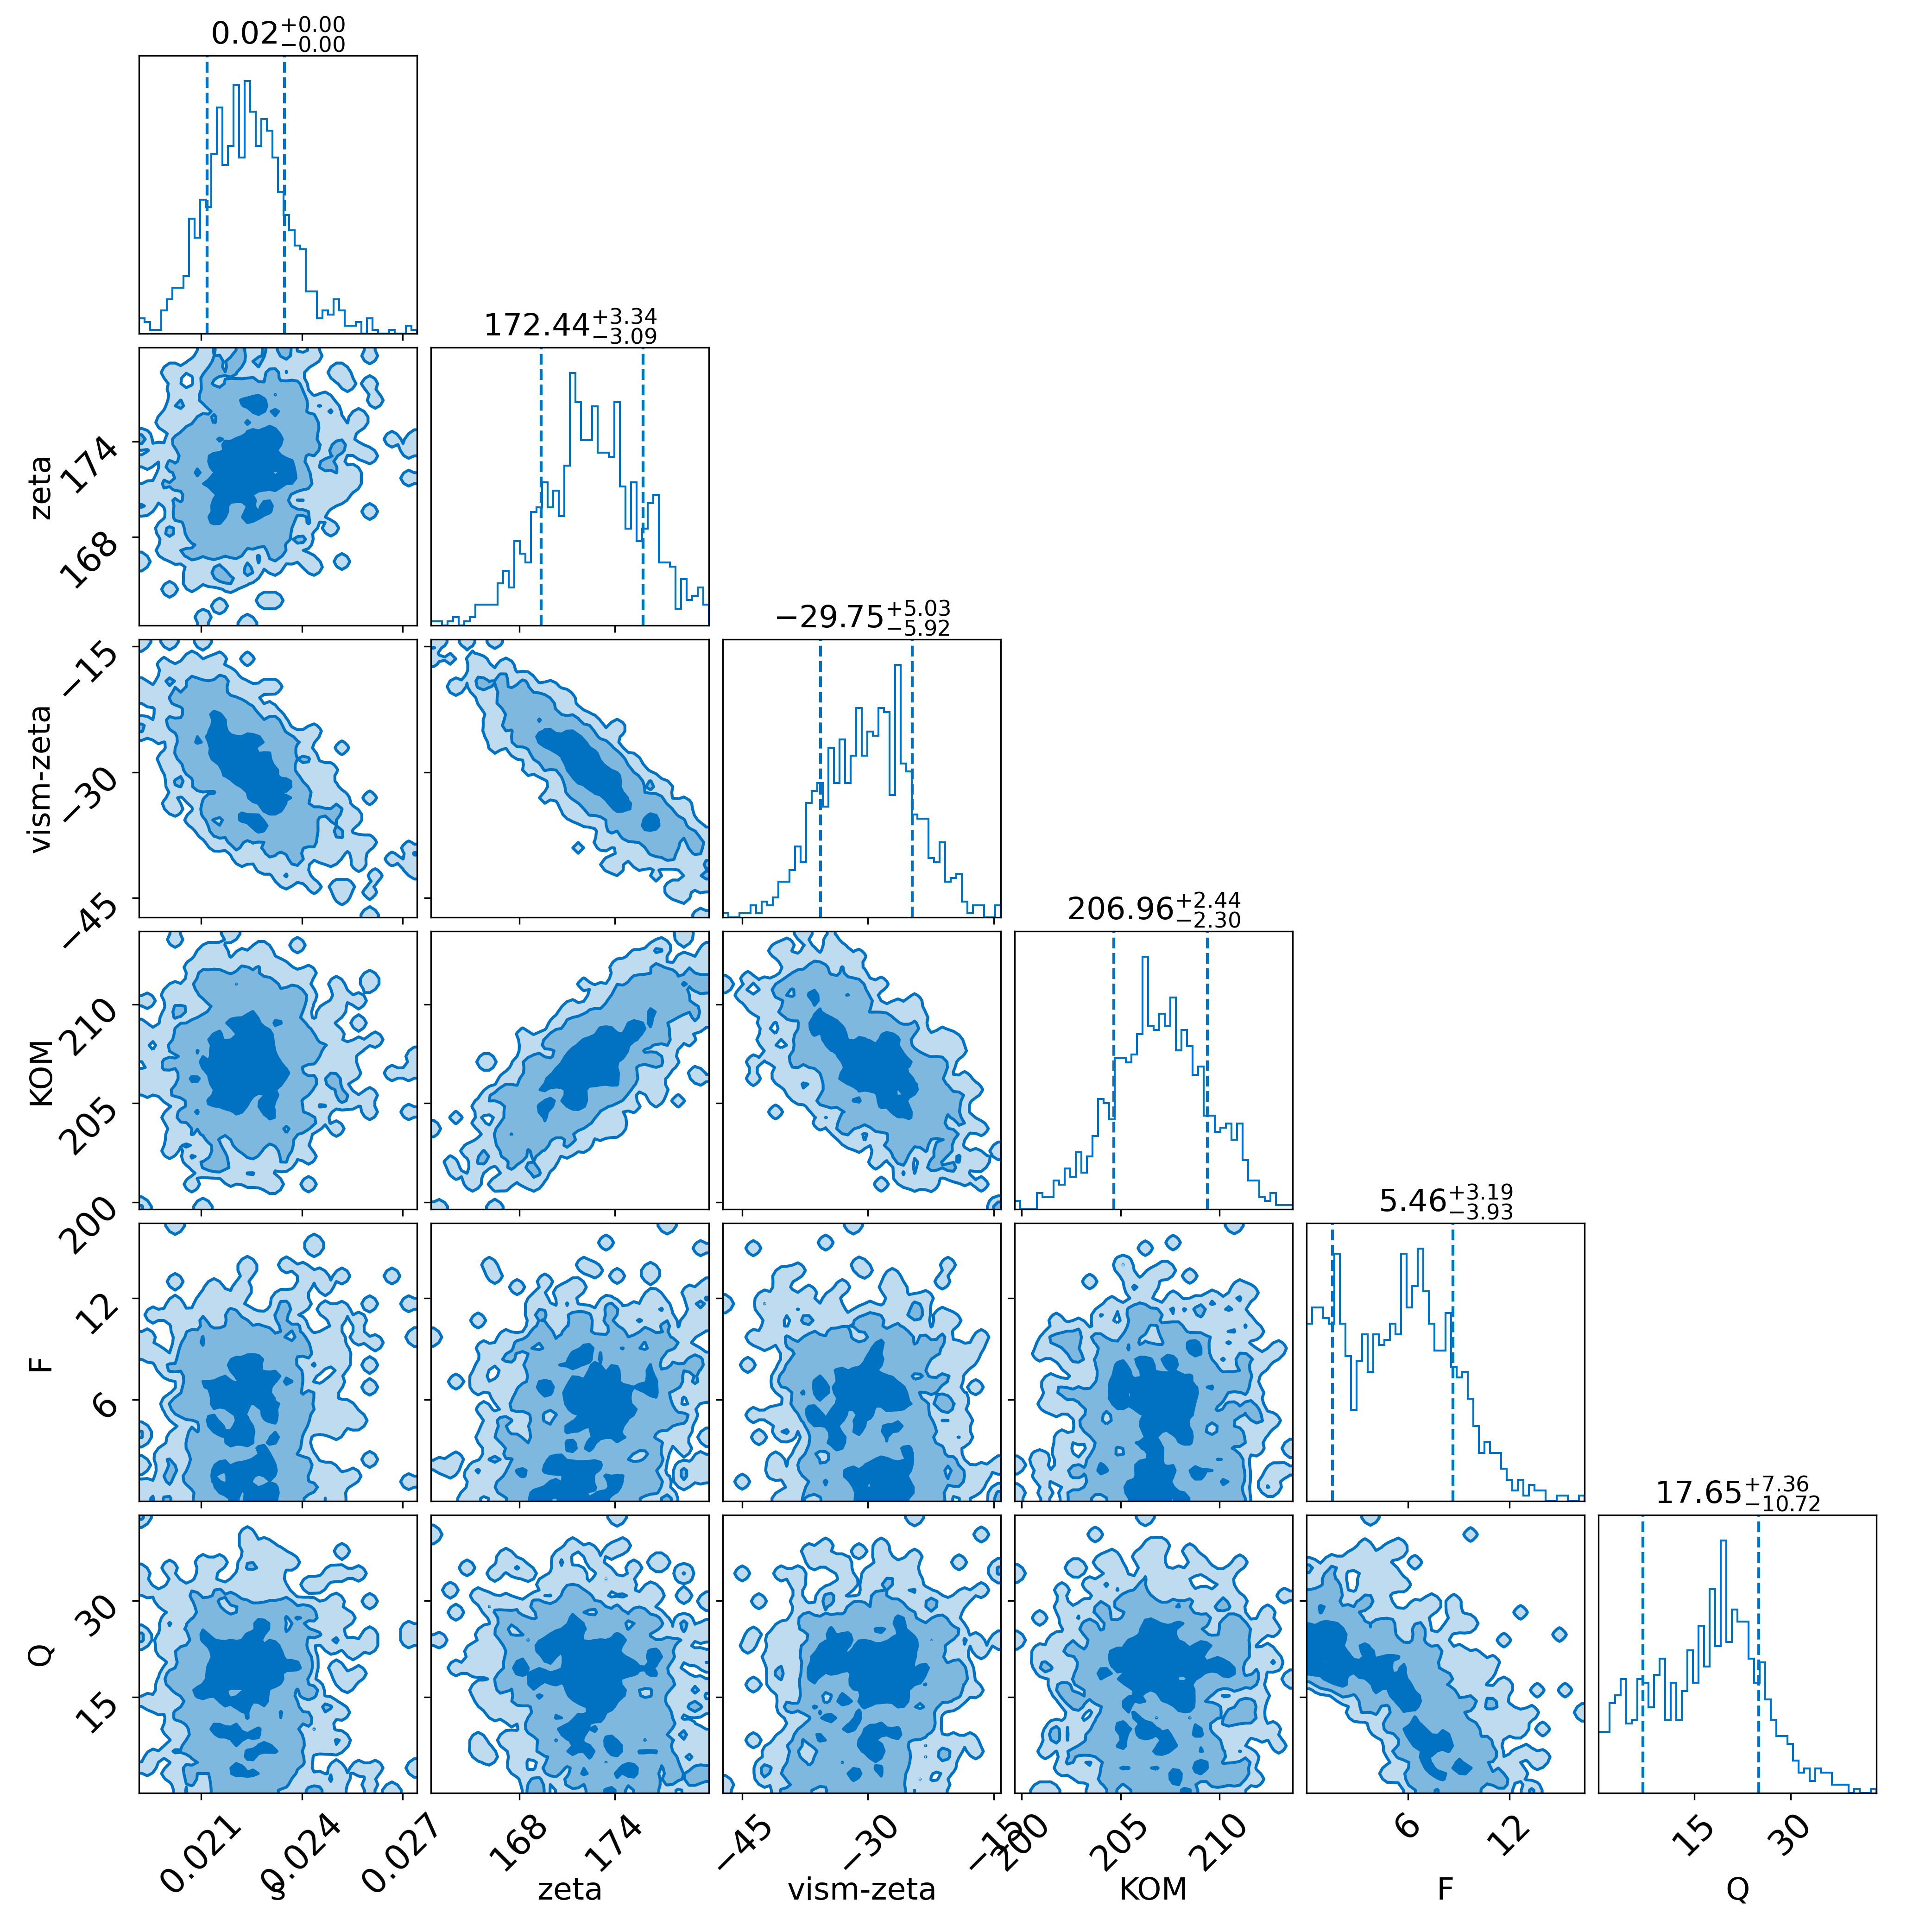 0.02+0.00−0.00
172.44+3.34−3.09
−29.75+5.03−5.92
206.96+2.44−2.30
5.46+3.19−3.93
17.65+7.36−10.72
zeta
174
168
vism-zeta
−15
−30
−45
KOM
210
205
200
F
12
6
Q
30
15
0.021 0.024 0.027
168 174
−45 −30 −15
200 205 210
6 12
15 30
s zeta vism-zeta KOM F Q